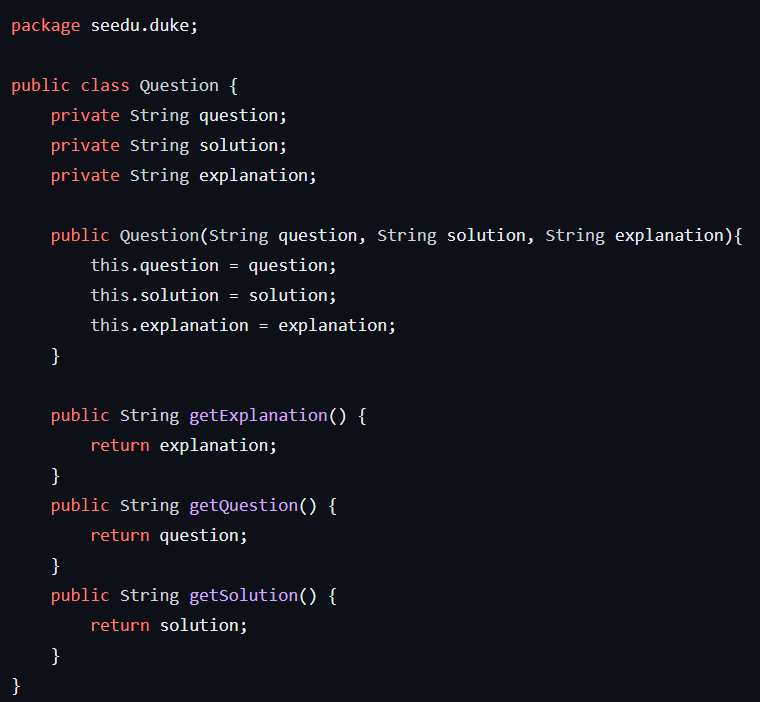 package seedu.duke;

public class Question {
    private String question;
    private String solution;
    private String explanation;

    public Question(String question, String solution, String explanation){
        this.question = question;
        this.solution = solution;
        this.explanation = explanation;
    }

    public String getExplanation() {
        return explanation;
    }
    public String getQuestion() {
        return question;
    }
    public String getSolution() {
        return solution;
    }
}